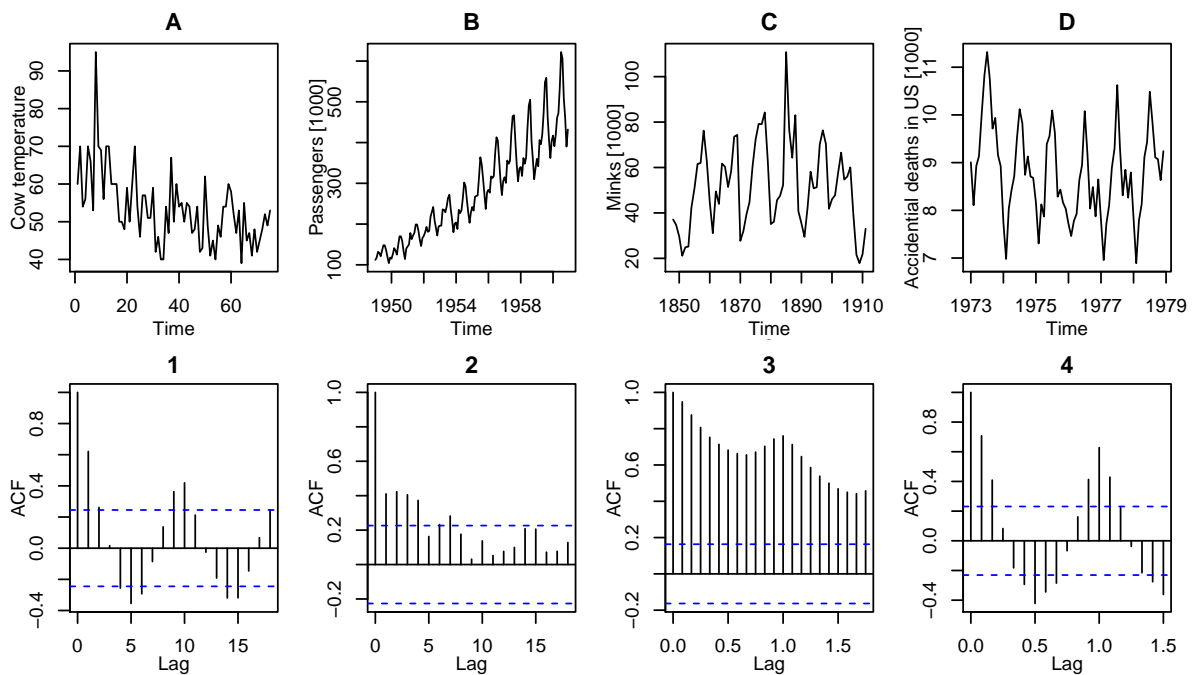 A
B
C
D
Cow temperature
40 50 60 70 80 90
0 20 40 60
Time
Passengers [1000]
100 300 500
1950 1954 1958
Time
Minks [1000]
20 40 60 80 100
1850 1870 1890 1910
Time
Accidential deaths in US [1000]
7 8 9 10 11
1973 1975 1977 1979
Time
1
2
3
4
ACF
−0.4 0.0 0.4 0.8
0 5 10 15
Lag
ACF
−0.2 0.2 0.6 1.0
0 5 10 15
Lag
ACF
−0.2 0.2 0.6 1.0
0.0 0.5 1.0 1.5
Lag
ACF
−0.4 0.0 0.4 0.8
0.0 0.5 1.0 1.5
Lag